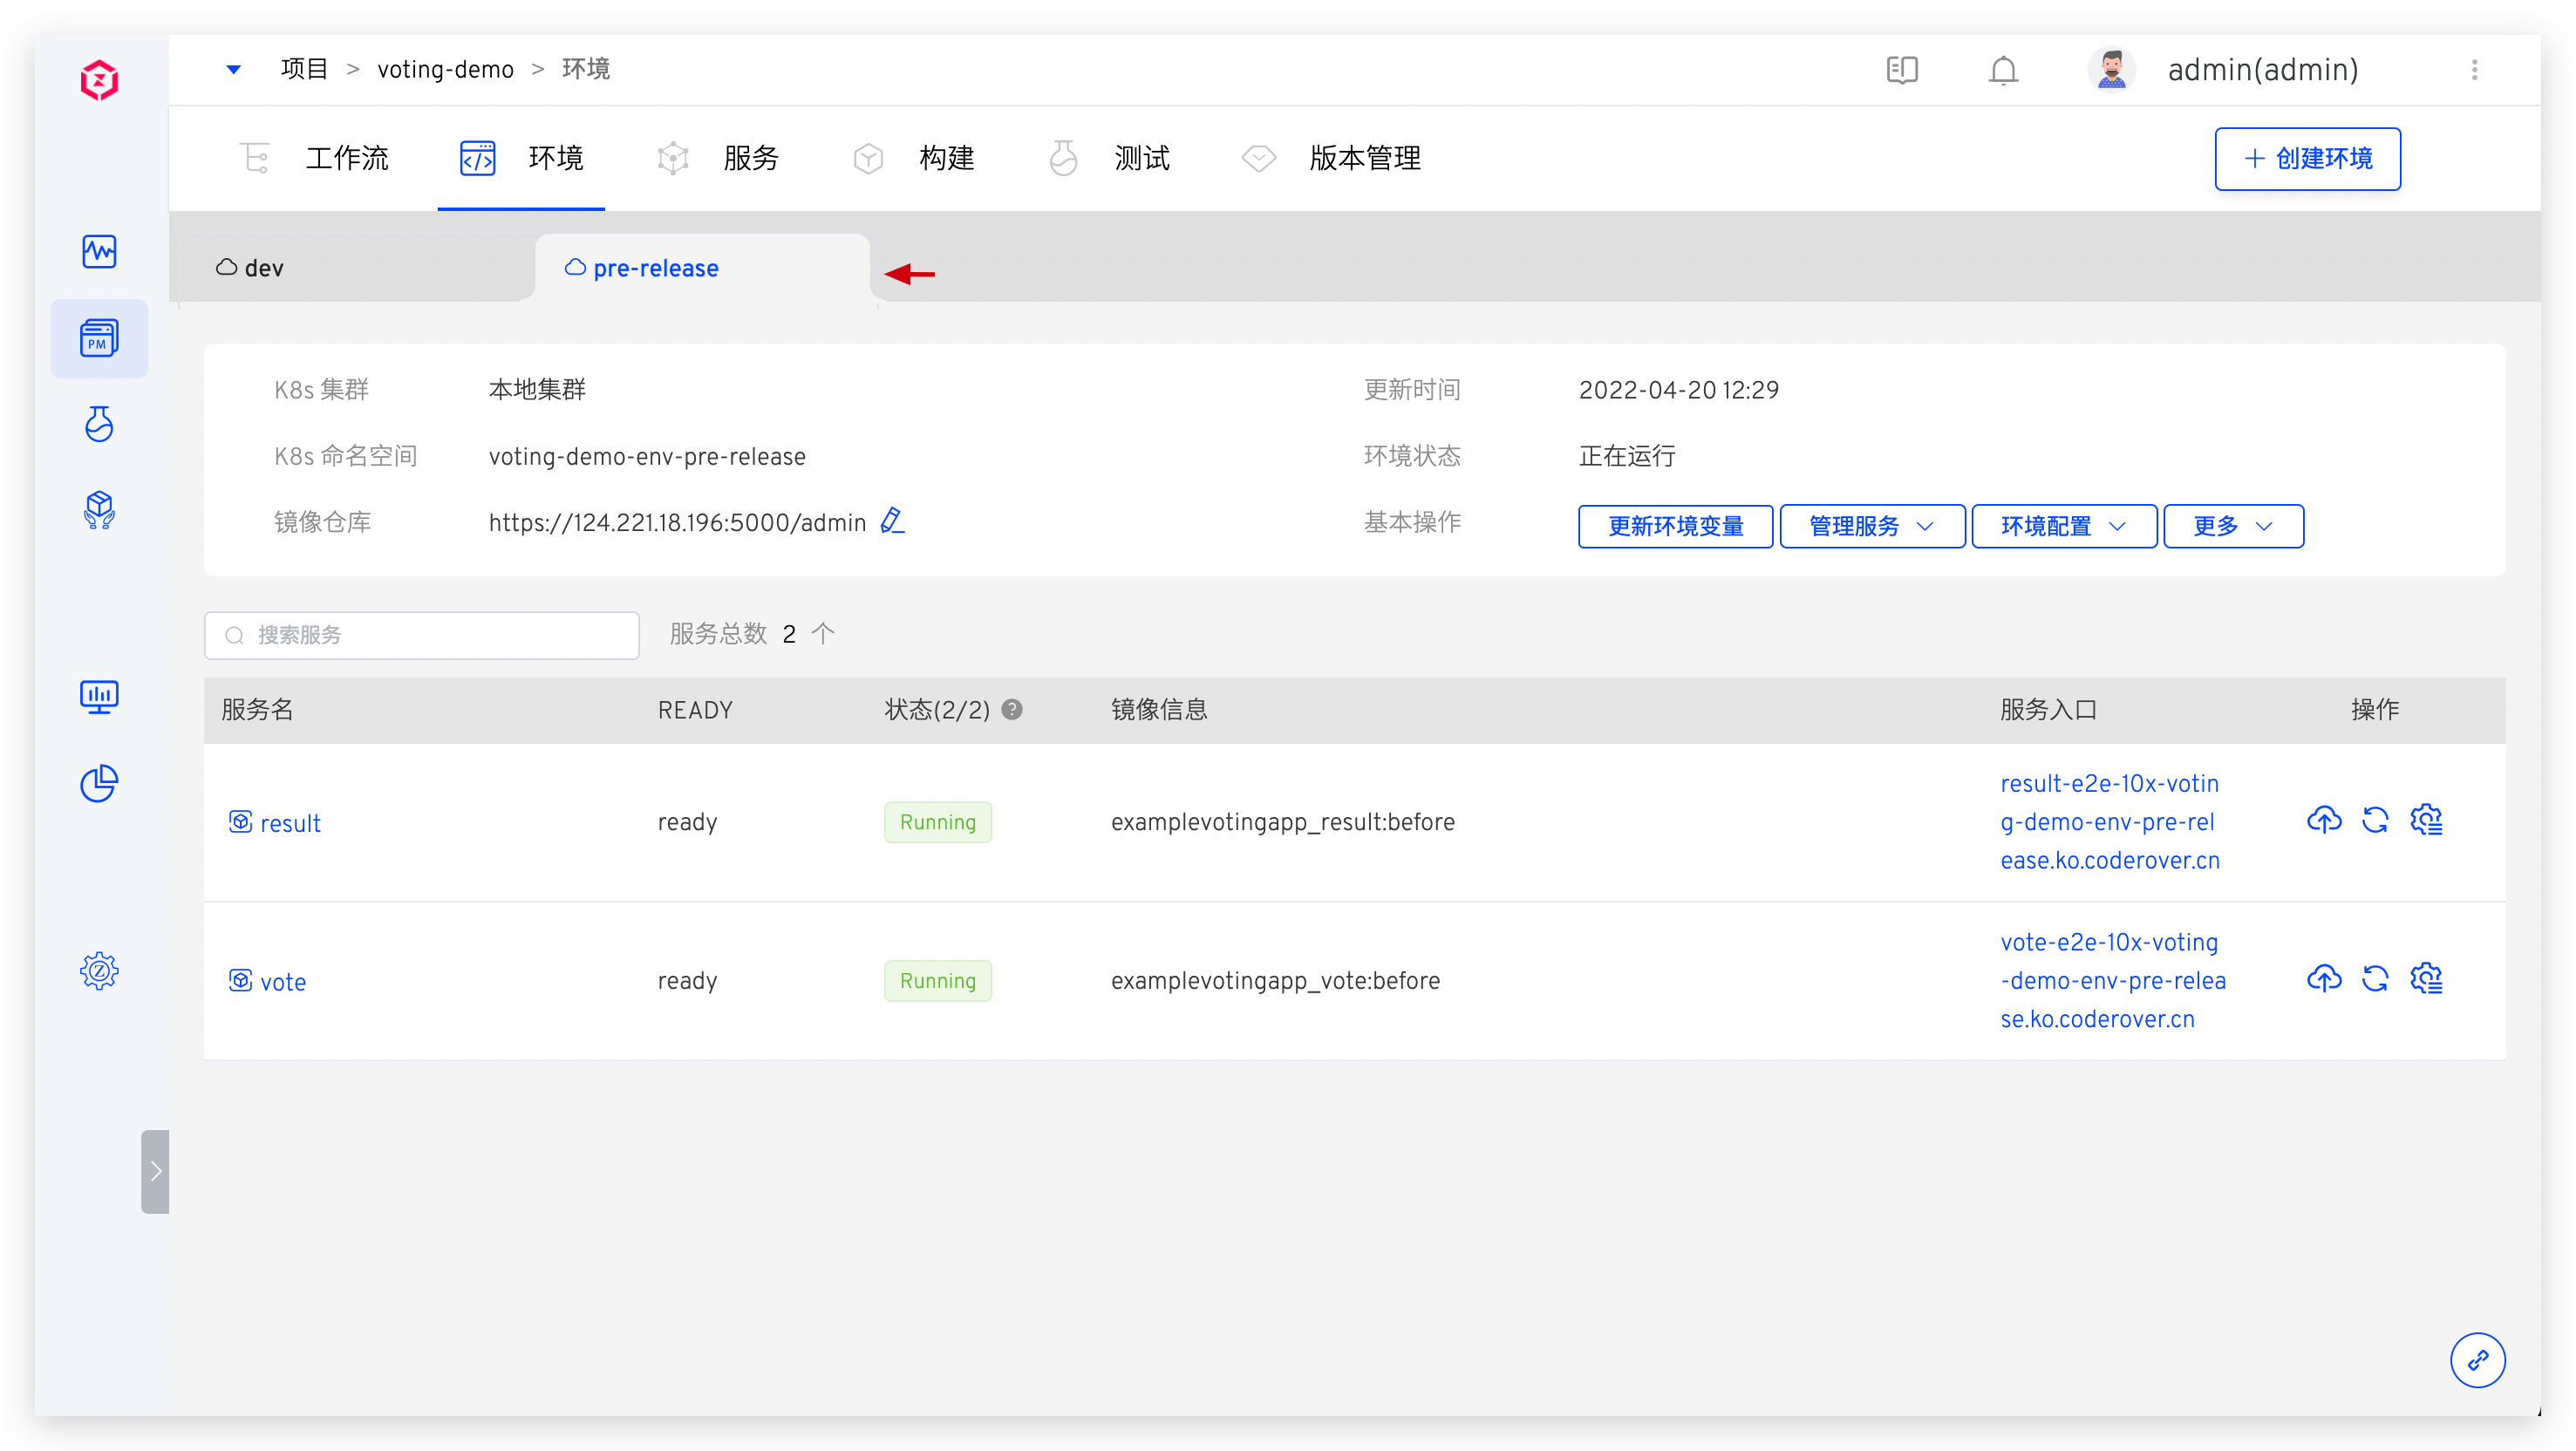 项目 > voting-demo > 环境
admin(admin)
工作流 环境 服务 构建 测试 版本管理
+ 创建环境
dev pre-release
PM
K8s 集群 本地集群 更新时间 2022-04-20 12:29
K8s 命名空间 voting-demo-env-pre-release 环境状态 正在运行
镜像仓库 https://124.221.18.196:5000/admin 基本操作 更新环境变量 管理服务 环境配置 更多
搜索服务 服务总数 2 个
服务名 READY 状态(2/2) ? 镜像信息 服务入口 操作
result ready Running examplevotingapp_result:before
result-e2e-10x-votin
g-demo-env-pre-rel
ease.ko.coderover.cn
vote ready Running examplevotingapp_vote:before
vote-e2e-10x-voting
-demo-env-pre-relea
se.ko.coderover.cn